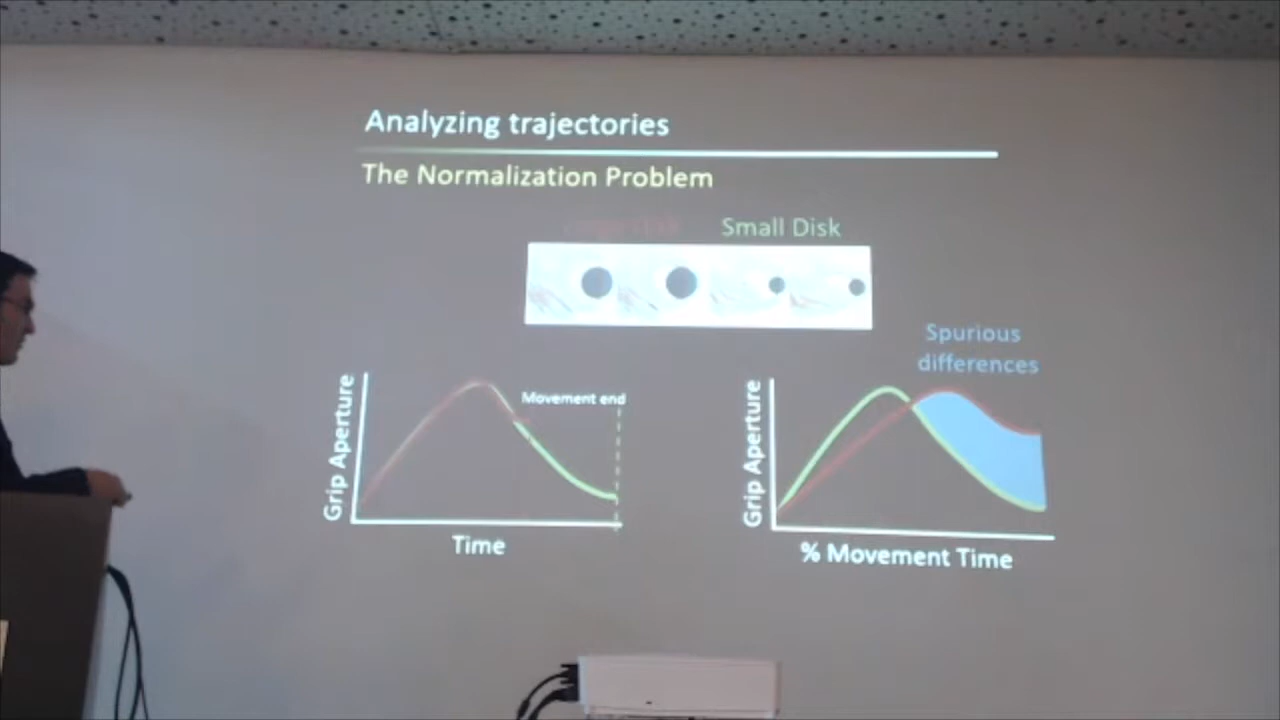 Analyzing trajectories
The Normalization Problem
Small Disk
Spurious
differences
Grip Aperture
Movement end
Time
Grip Aperture
% Movement Time